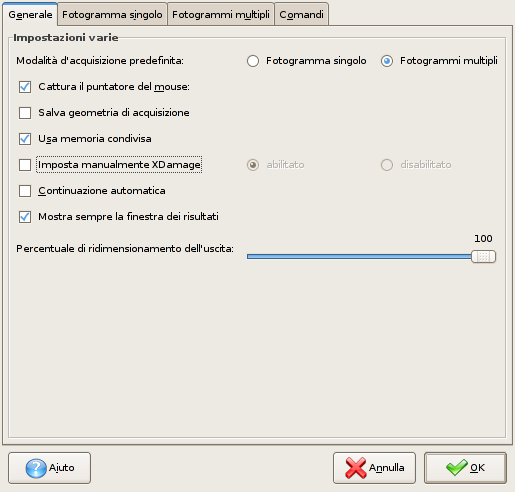 Generale Fotogramma singolo Fotogrammi multipli Comandi
Impostazioni varie
Modalità d'acquisizione predefinita: Fotogramma singolo Fotogrammi multipli
Cattura il puntatore del mouse:
Salva geometria di acquisizione
Usa memoria condivisa
Imposta manualmente XDamage abilitato disabilitato
Continuazione automatica
Mostra sempre la finestra dei risultati
100
Percentuale di ridimensionamento dell'uscita:
Aiuto Annulla OK